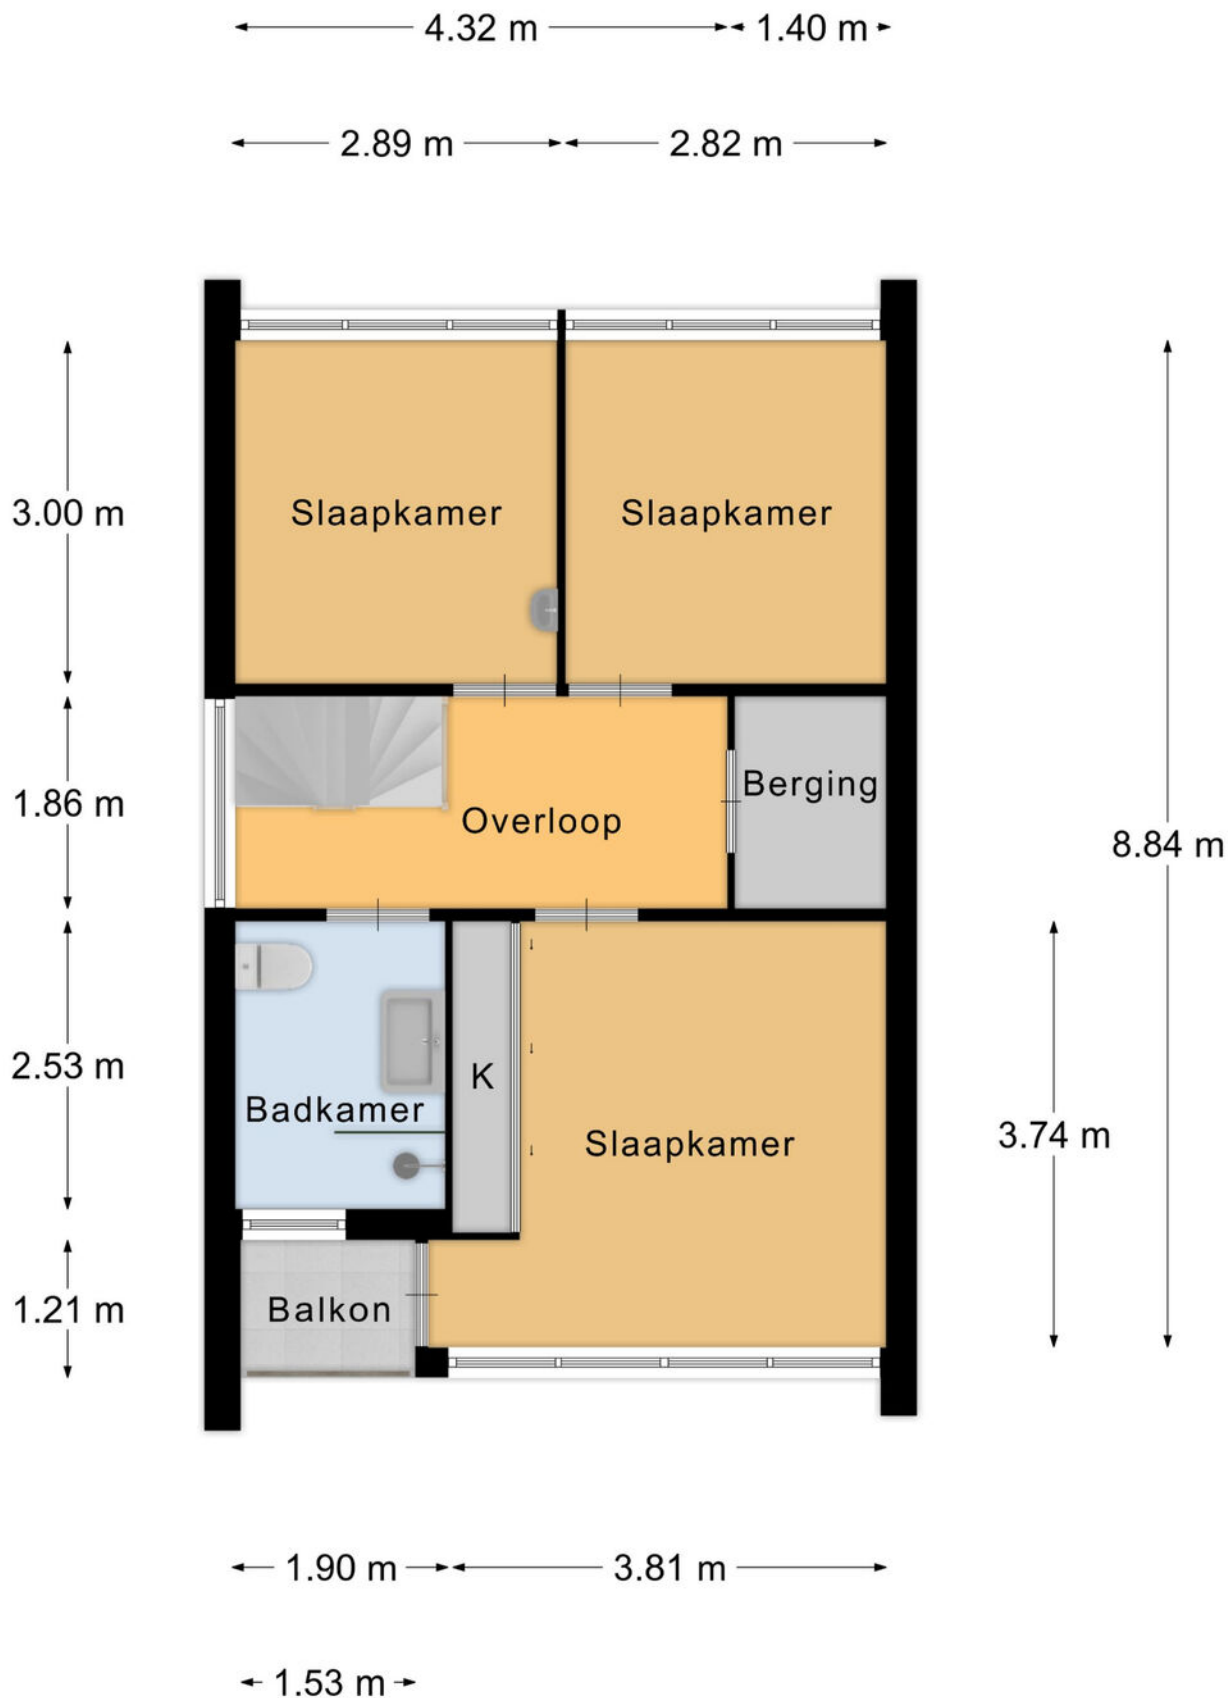 4.32 m 1.40 m
2.89 m 2.82 m
3.00 m Slaapkamer Slaapkamer
Berging
1.86 m Overloop
8.84 m
2.53 m K
Badkamer
3.74 m
Slaapkamer
1.21 m Balkon
1.90 m 3.81 m
1.53 m